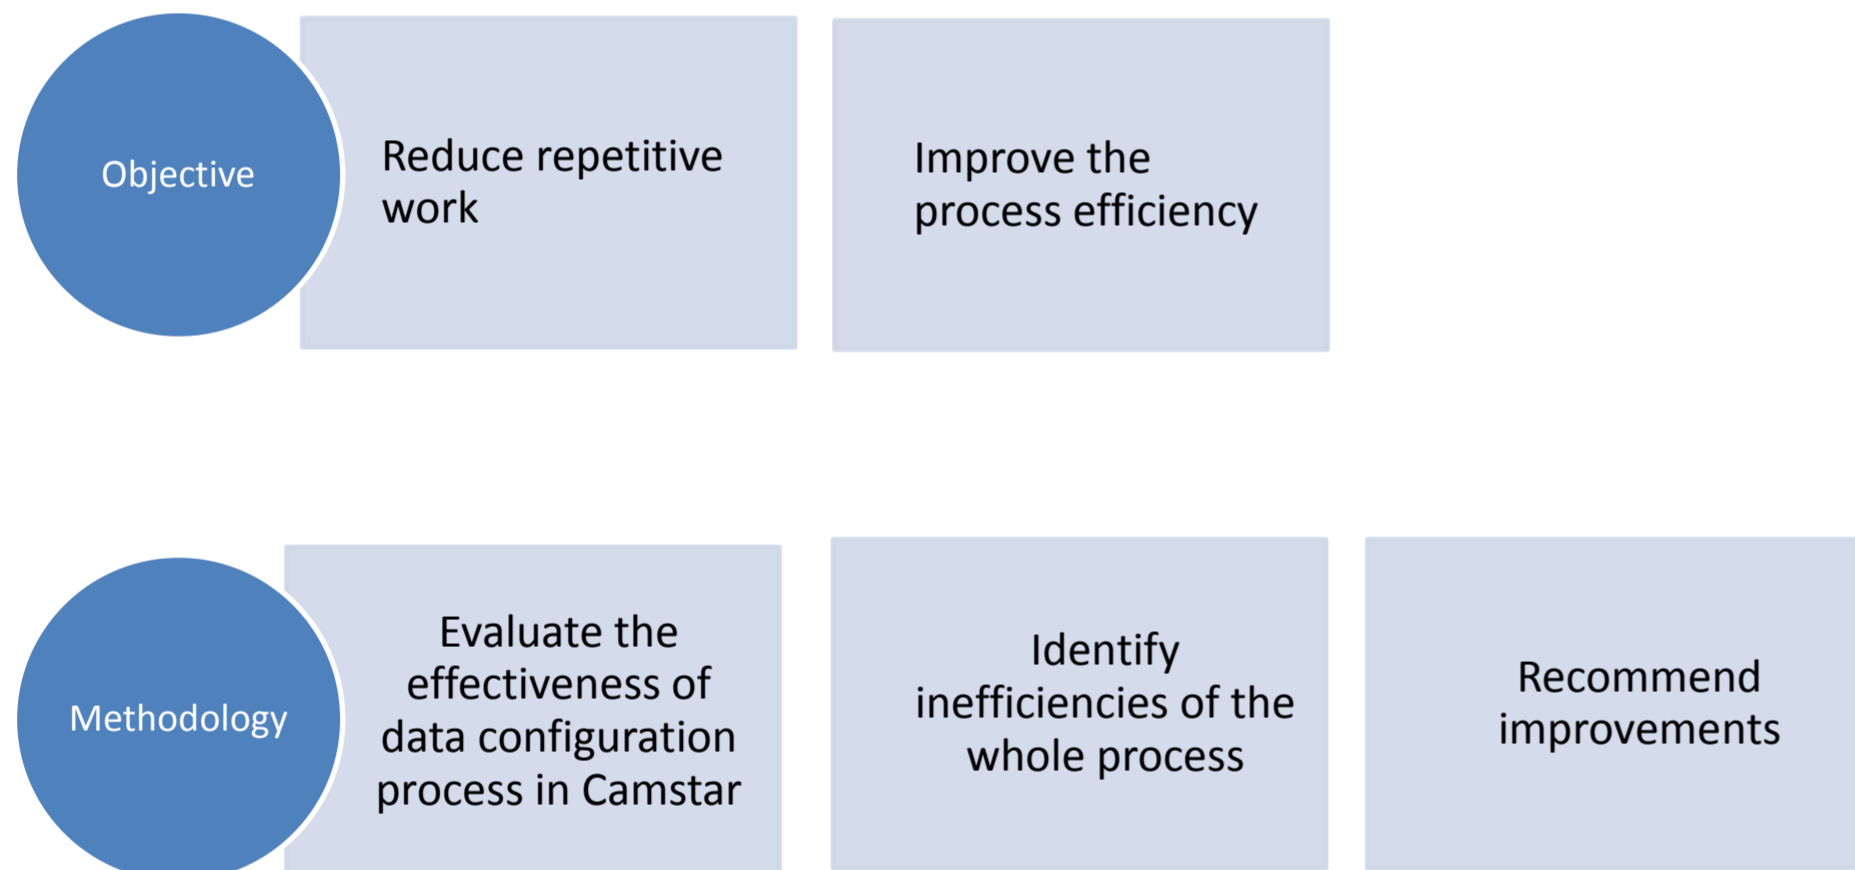 Objective
Reduce repetitive
work
Improve the
process efficiency
Methodology
Evaluate the
effectiveness of
data configuration
process in Camstar
Identify
inefficiencies of the
whole process
Recommend
improvements